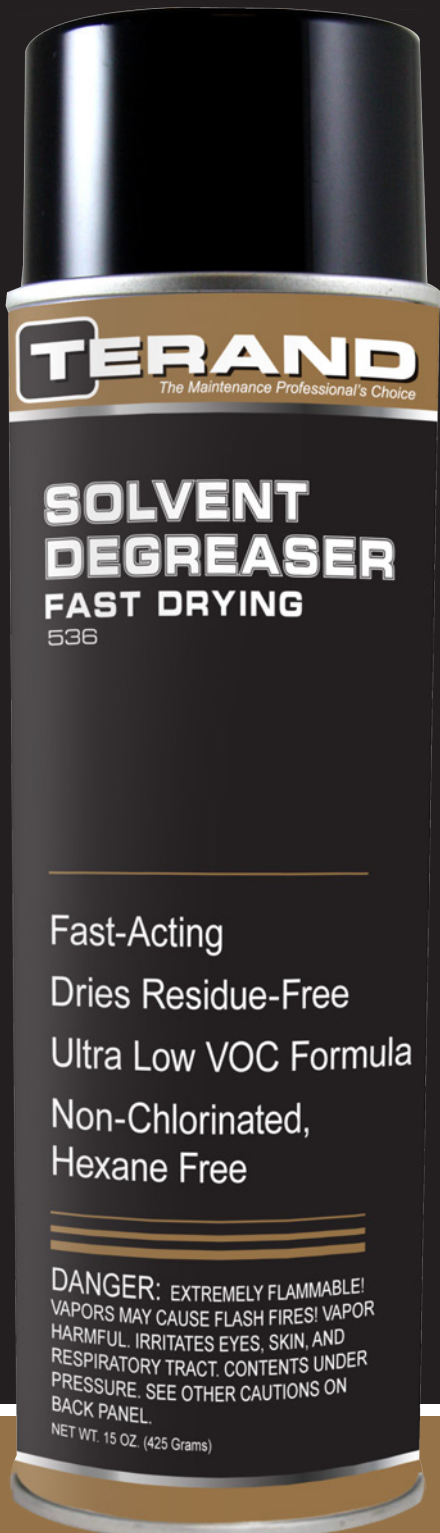 TERAND
The Maintenance Professional's Choice
SOLVENT
DEGREASER
FAST DRYING
536
Fast-Acting
Dries Residue-Free
Ultra Low VOC Formula
Non-Chlorinated,
Hexane Free
DANGER: EXTREMELY FLAMMABLE!
VAPORS MAY CAUSE FLASH FIRES! VAPOR
HARMFUL. IRRITATES EYES, SKIN, AND
RESPIRATORY TRACT. CONTENTS UNDER
PRESSURE. SEE OTHER CAUTIONS ON
BACK PANEL.
NET WT. 15 OZ. (425 Grams)